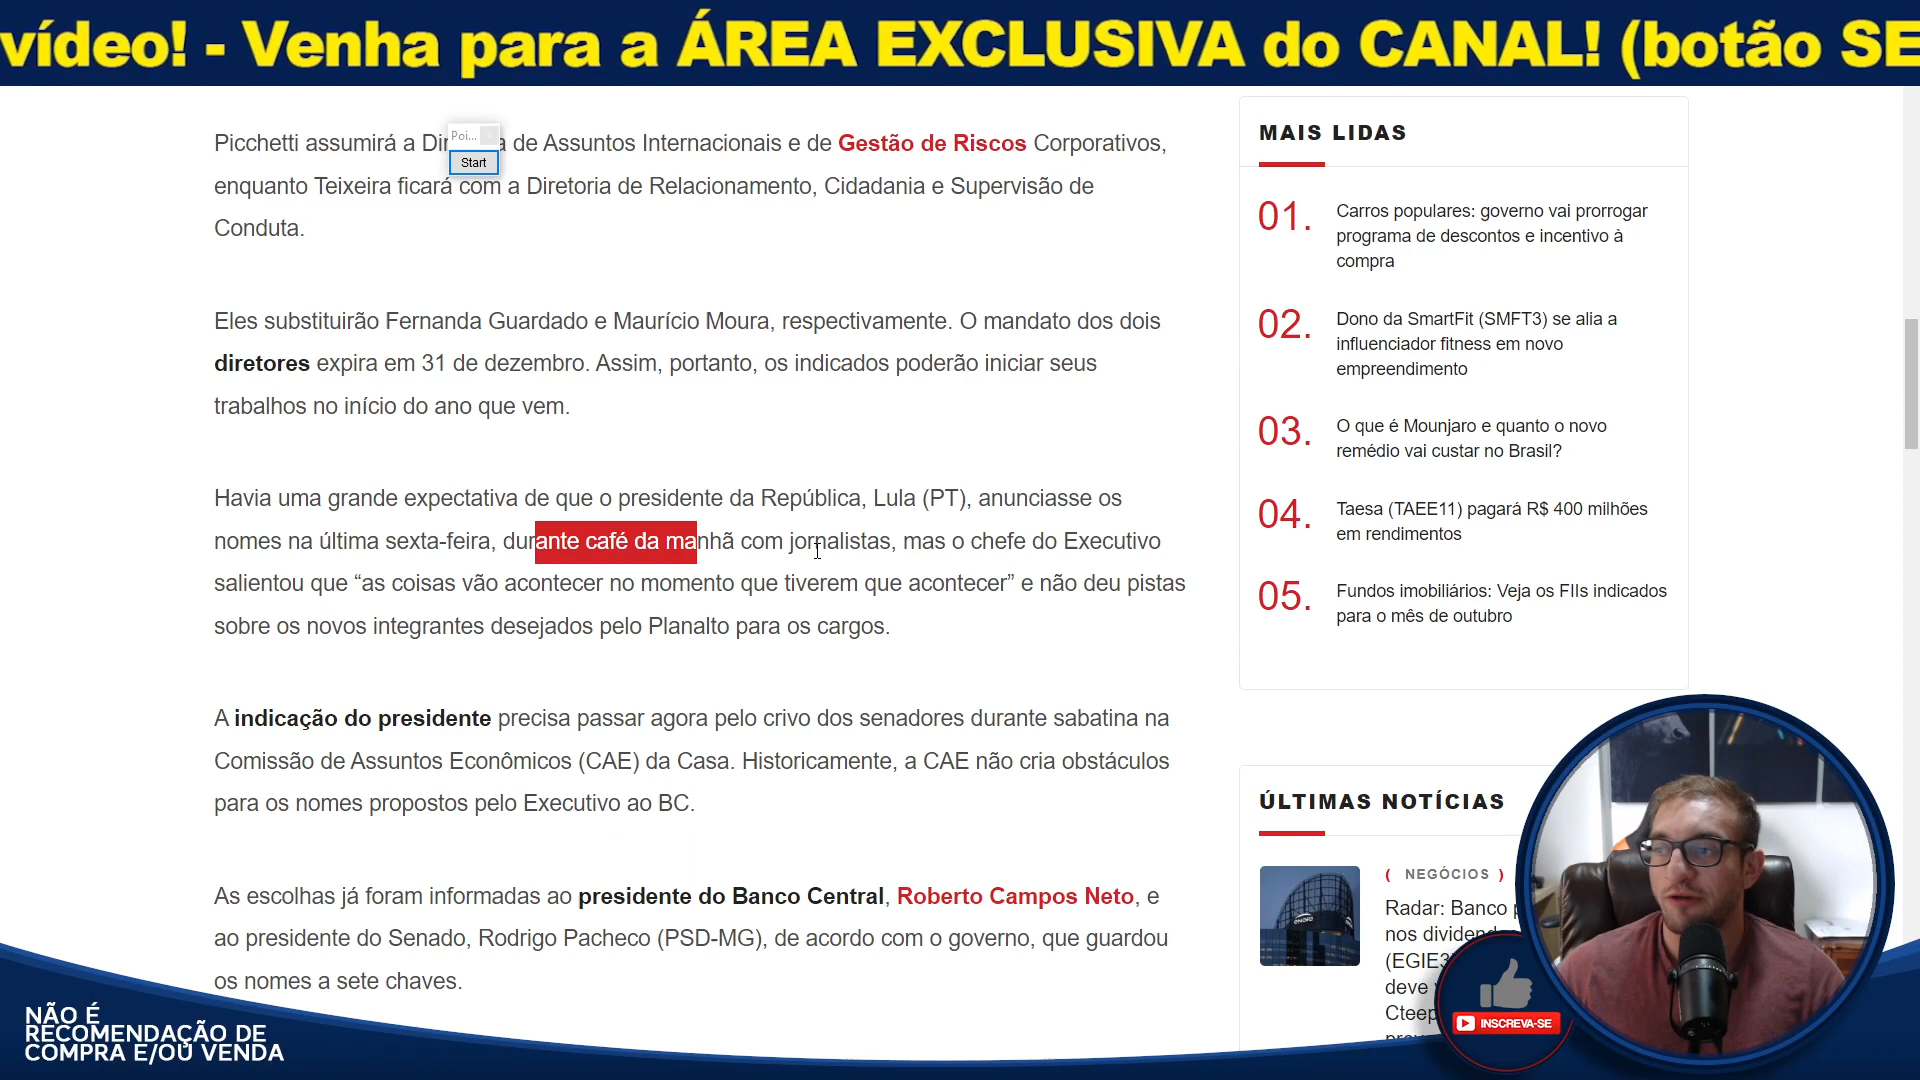 vídeo! - Venha para a ÁREA EXCLUSIVA do CANAL! (botão SE
Picchetti assumirá a Dir a de Assuntos Internacionais e de Gestão de Riscos Corporativos,
Poi...
Start
enquanto Teixeira ficará com a Diretoria de Relacionamento, Cidadania e Supervisão de
Conduta.
Eles substituirão Fernanda Guardado e Maurício Moura, respectivamente. O mandato dos dois
diretores expira em 31 de dezembro. Assim, portanto, os indicados poderão iniciar seus
trabalhos no início do ano que vem.
Havia uma grande expectativa de que o presidente da República, Lula (PT), anunciasse os
nomes na última sexta-feira, durante café da manhã com jornalistas, mas o chefe do Executivo
salientou que “as coisas vão acontecer no momento que tiverem que acontecer” e não deu pistas
sobre os novos integrantes desejados pelo Planalto para os cargos.
A indicação do presidente precisa passar agora pelo crivo dos senadores durante sabatina na
Comissão de Assuntos Econômicos (CAE) da Casa. Historicamente, a CAE não cria obstáculos
para os nomes propostos pelo Executivo ao BC.
As escolhas já foram informadas ao presidente do Banco Central, Roberto Campos Neto, e
ao presidente do Senado, Rodrigo Pacheco (PSD-MG), de acordo com o governo, que guardou
os nomes a sete chaves.
MAIS LIDAS
01. Carros populares: governo vai prorrogar
programa de descontos e incentivo à
compra
02. Dono da SmartFit (SMFT3) se alia a
influenciador fitness em novo
empreendimento
03. O que é Mounjaro e quanto o novo
remédio vai custar no Brasil?
04. Taesa (TAEE11) pagará R$ 400 milhões
em rendimentos
05. Fundos imobiliários: Veja os FIIs indicados
para o mês de outubro
ÚLTIMAS NOTÍCIAS
( NEGÓCIOS )
Radar: Banco p
nos dividend
(EGIE3
deve
Cteep
engie
INSCREVA-SE
NÃO É
RECOMENDAÇÃO DE
COMPRA E/OU VENDA